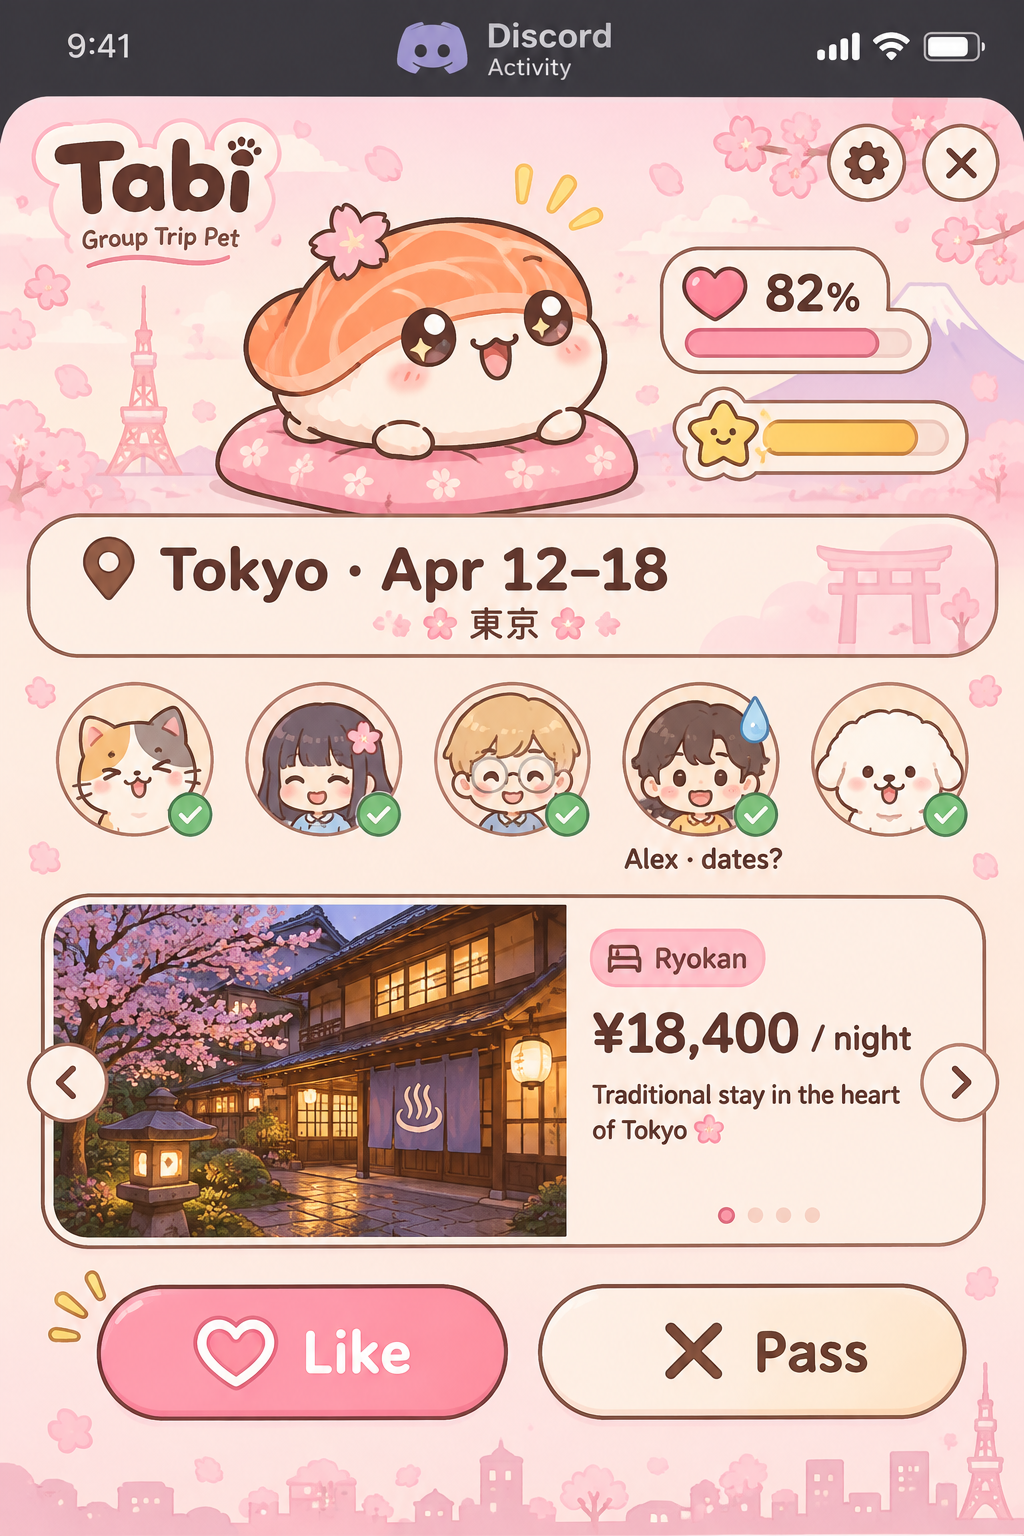 9:41
Discord
Activity
Tabi
Group Trip Pet
82%
Tokyo · Apr 12–18
東京
Alex · dates?
Ryokan
¥18,400 / night
Traditional stay in the heart
of Tokyo
Like
Pass